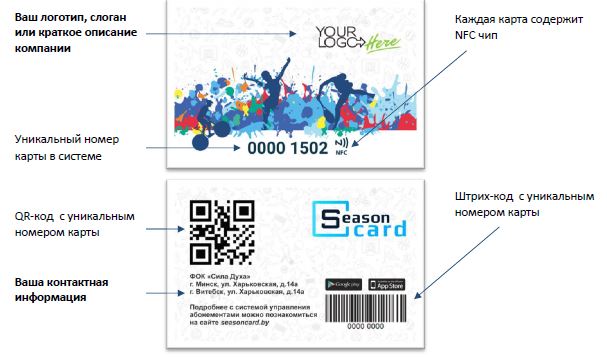 Ваш логотип, слоган
или краткое описание
компании
YOUR
LOGO Here
Каждая карта содержит
NFC чип
Уникальный номер
карты в системе
0000 1502
NFC
QR-код с уникальным
номером карты
Season
card
Штрих-код с уникальным
номером карты
Ваша контактная
информация
ФОК «Сила Духа»
г. Минск, ул. Харьковская, д.14а
г. Витебск, ул. Харьковская, д.14а
Подробнее с системой управления
абонементами можно познакомиться
на сайте seasoncard.by
Google play
App Store
0000 0000